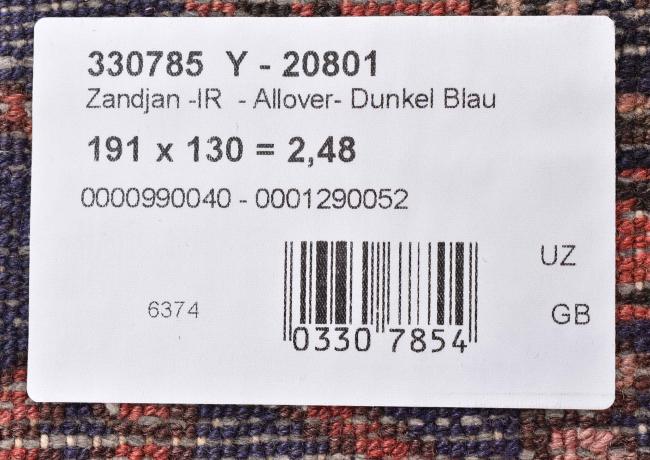 330785 Y - 20801
Zandjan -IR - Allover- Dunkel Blau
191 x 130 = 2,48
0000990040 - 0001290052
UZ
6374
GB
0330 7854